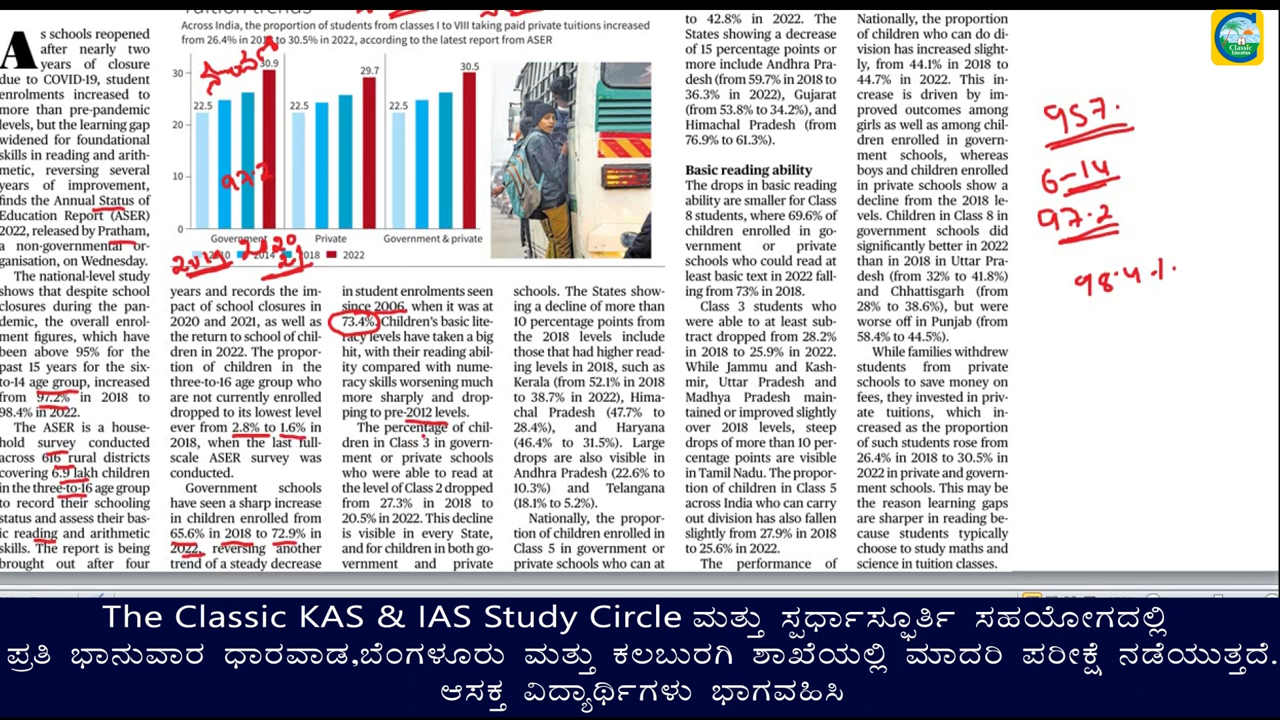 Tuition trends
Across India, the proportion of students from classes I to VIII taking paid private tuitions increased
from 26.4% in 2018 to 30.5% in 2022, according to the latest report from ASER
30
20
10
0
22.5
30.9
22.5
29.7
22.5
30.5
Government
Private
Government & private
2010
2014
2018
2022
97.2
2011
2020
21
As schools reopened
after nearly two
years of closure
due to COVID-19, student
enrolments increased to
more than pre-pandemic
levels, but the learning gap
widened for foundational
skills in reading and arith-
metic, reversing several
years of improvement,
finds the Annual Status of
Education Report (ASER)
2022, released by Pratham,
a non-governmental or-
ganisation, on Wednesday.
The national-level study
shows that despite school
closures during the pan-
demic, the overall enrol-
ment figures, which have
been above 95% for the
past 15 years for the six-
to-14 age group, increased
from 97.2% in 2018 to
98.4% in 2022.
The ASER is a house-
hold survey conducted
across 616 rural districts
covering 6.9 lakh children
in the three-to-16 age group
to record their schooling
status and assess their bas-
ic reading and arithmetic
skills. The report is being
brought out after four
years and records the im-
pact of school closures in
2020 and 2021, as well as
the return to school of chil-
dren in 2022. The propor-
tion of children in the
three-to-16 age group who
are not currently enrolled
dropped to its lowest level
ever from 2.8% to 1.6% in
2018, when the last full-
scale ASER survey was
conducted.
Government schools
have seen a sharp increase
in children enrolled from
65.6% in 2018 to 72.9% in
2022, reversing another
trend of a steady decrease
in student enrolments seen
since 2006, when it was at
73.4%. Children's basic lite-
racy levels have taken a big
hit, with their reading abil-
ity compared with nume-
racy skills worsening much
more sharply and drop-
ping to pre-2012 levels.
The percentage of chil-
dren in Class 3 in govern-
ment or private schools
who were able to read at
the level of Class 2 dropped
from 27.3% in 2018 to
20.5% in 2022. This decline
is visible in every State,
and for children in both go-
vernment and private
schools. The States show-
ing a decline of more than
10 percentage points from
the 2018 levels include
those that had higher read-
ing levels in 2018, such as
Kerala (from 52.1% in 2018
to 38.7% in 2022), Hima-
chal Pradesh (47.7% to
28.4%), and Haryana
(46.4% to 31.5%). Large
drops are also visible in
Andhra Pradesh (22.6% to
10.3%) and Telangana
(18.1% to 5.2%).
Nationally, the propor-
tion of children enrolled in
Class 5 in government or
private schools who can at
to 42.8% in 2022. The
States showing a decrease
of 15 percentage points or
more include Andhra Pra-
desh (from 59.7% in 2018 to
36.3% in 2022), Gujarat
(from 53.8% to 34.2%), and
Himachal Pradesh (from
76.9% to 61.3%).
Basic reading ability
The drops in basic reading
ability are smaller for Class
8 students, where 69.6% of
children enrolled in go-
vernment or private
schools who could read at
least basic text in 2022 fall-
ing from 73% in 2018.
Class 3 students who
were able to at least sub-
tract dropped from 28.2%
in 2018 to 25.9% in 2022.
While Jammu and Kash-
mir, Uttar Pradesh and
Madhya Pradesh main-
tained or improved slightly
over 2018 levels, steep
drops of more than 10 per-
centage points are visible
in Tamil Nadu. The propor-
tion of children in Class 5
across India who can carry
out division has also fallen
slightly from 27.9% in 2018
to 25.6% in 2022.
The performance of
Nationally, the proportion
of children who can do di-
vision has increased slight-
ly, from 44.1% in 2018 to
44.7% in 2022. This in-
crease is driven by im-
proved outcomes among
girls as well as among chil-
dren enrolled in govern-
ment schools, whereas
boys and children enrolled
in private schools show a
decline from the 2018 le-
vels. Children in Class 8 in
government schools did
significantly better in 2022
than in 2018 in Uttar Pra-
desh (from 32% to 41.8%)
and Chhattisgarh (from
28% to 38.6%), but were
worse off in Punjab (from
58.4% to 44.5%).
While families withdrew
students from private
schools to save money on
fees, they invested in priv-
ate tuitions, which in-
creased as the proportion
of such students rose from
26.4% in 2018 to 30.5% in
2022 in private and govern-
ment schools. This may be
the reason learning gaps
are sharper in reading be-
cause students typically
choose to study maths and
science in tuition classes.
Classic
Education
957.
6-14
97.2
98.4%
The Classic KAS & IAS Study Circle ಮತ್ತು ಸ್ಪರ್ಧಾಸ್ಫೂರ್ತಿ ಸಹಯೋಗದಲ್ಲಿ
ಪ್ರತಿ ಭಾನುವಾರ ಧಾರವಾಡ,ಬೆಂಗಳೂರು ಮತ್ತು ಕಲಬುರಗಿ ಶಾಖೆಯಲ್ಲಿ ಮಾದರಿ ಪರೀಕ್ಷೆ ನಡೆಯುತ್ತದೆ.
ಆಸಕ್ತ ವಿದ್ಯಾರ್ಥಿಗಳು ಭಾಗವಹಿಸಿ